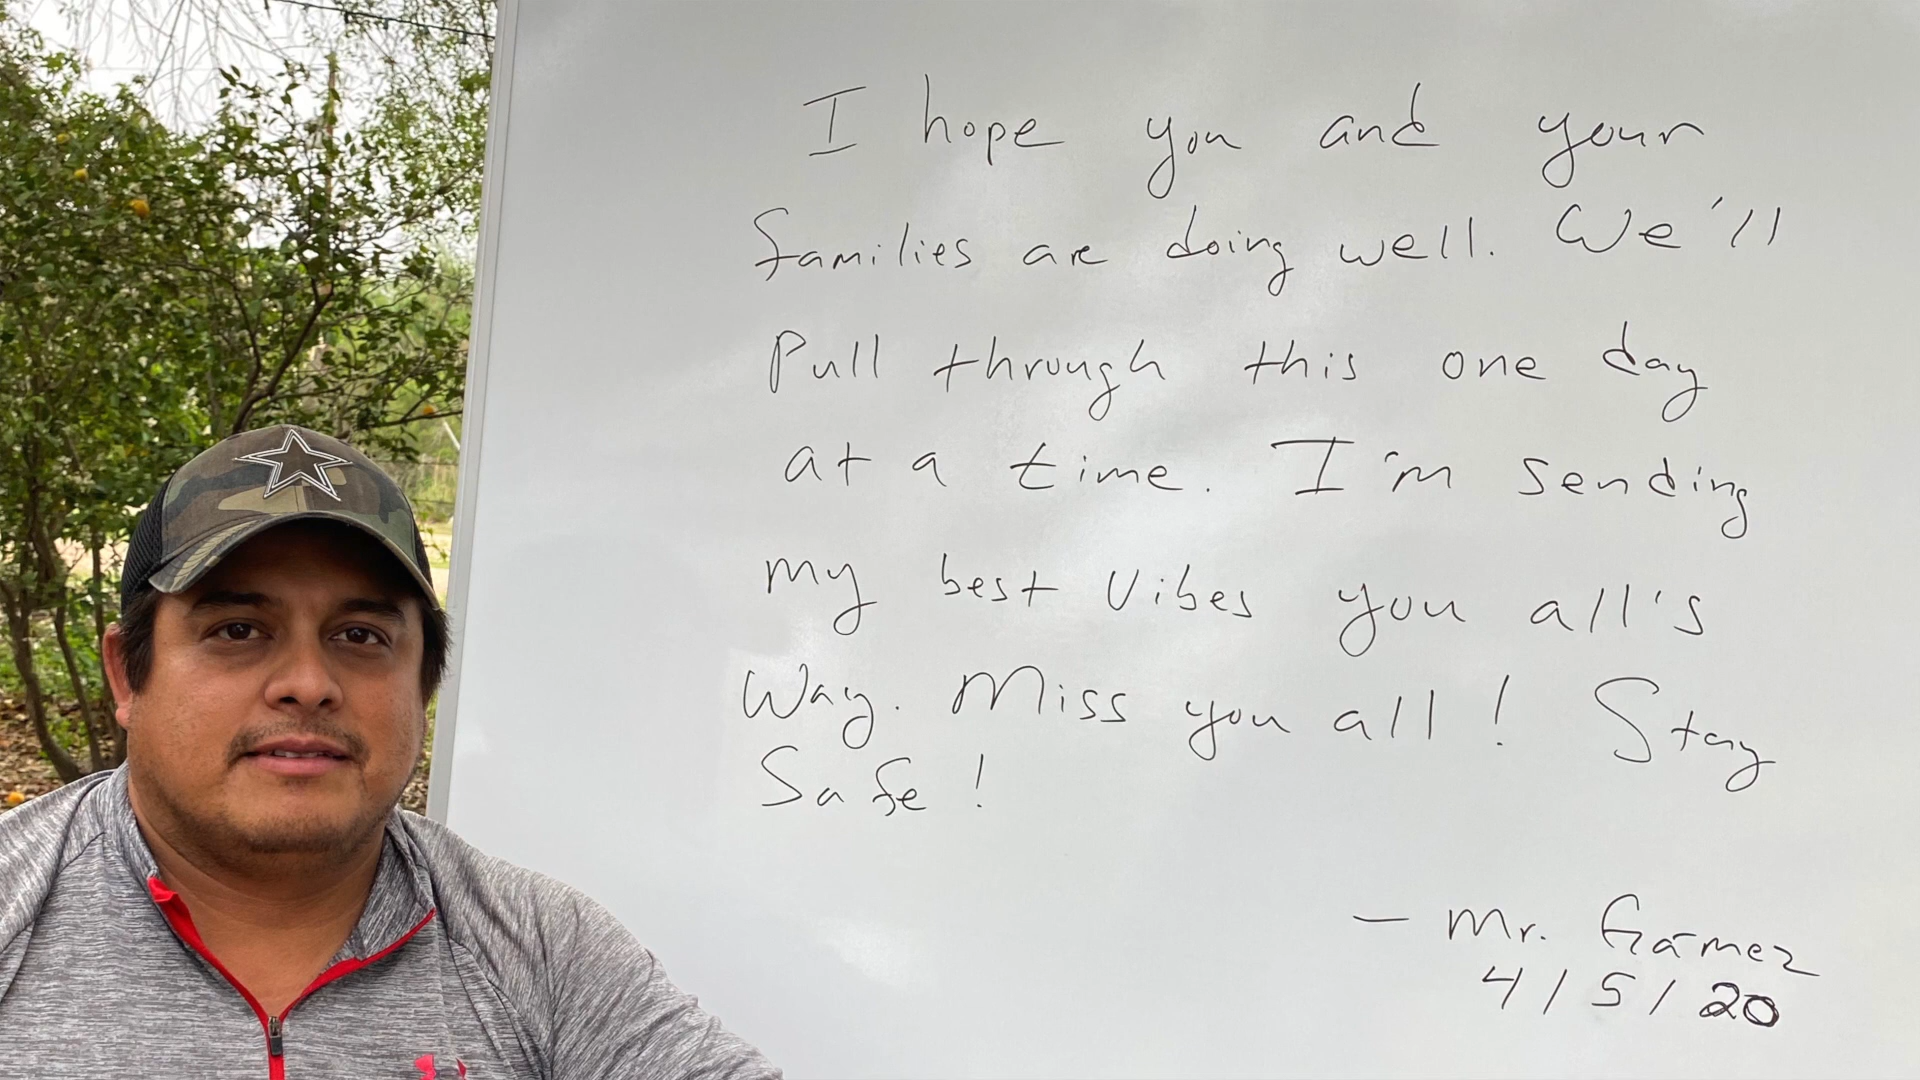 I hope you and your
families are doing well. We'll
Pull through this one day
at a time. I'm sending
my best Vibes you all's
Way. Miss you all! Stay
Safe!
— Mr. Gámez
4/5/20